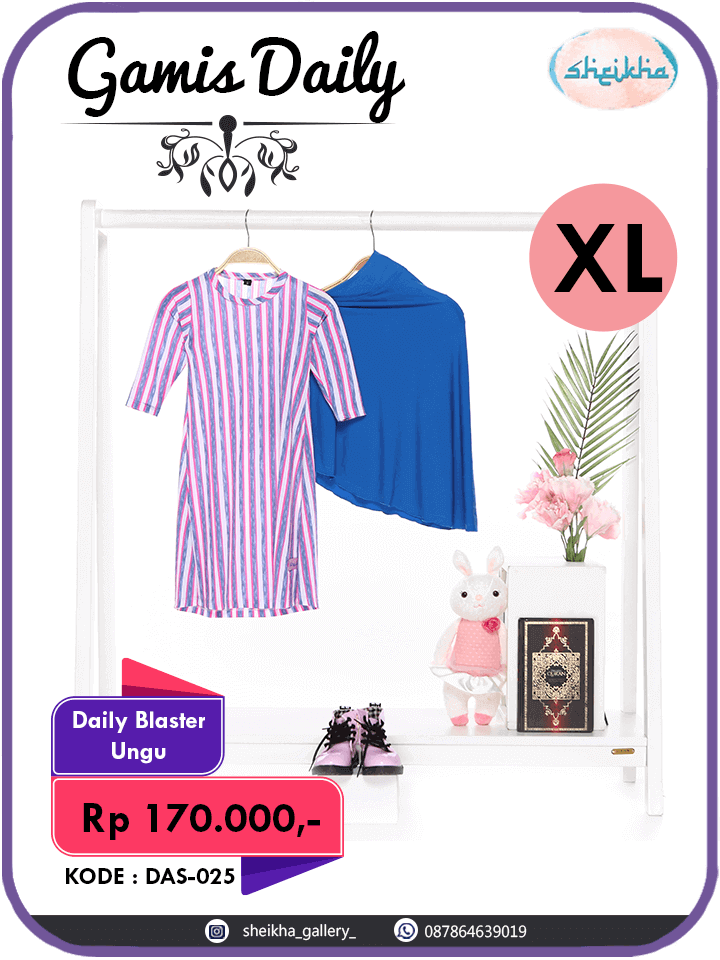 Gamis Daily
sheikha
XL
Daily Blaster
Ungu
Rp 170.000,-
KODE : DAS-025
sheikha_gallery_
087864639019